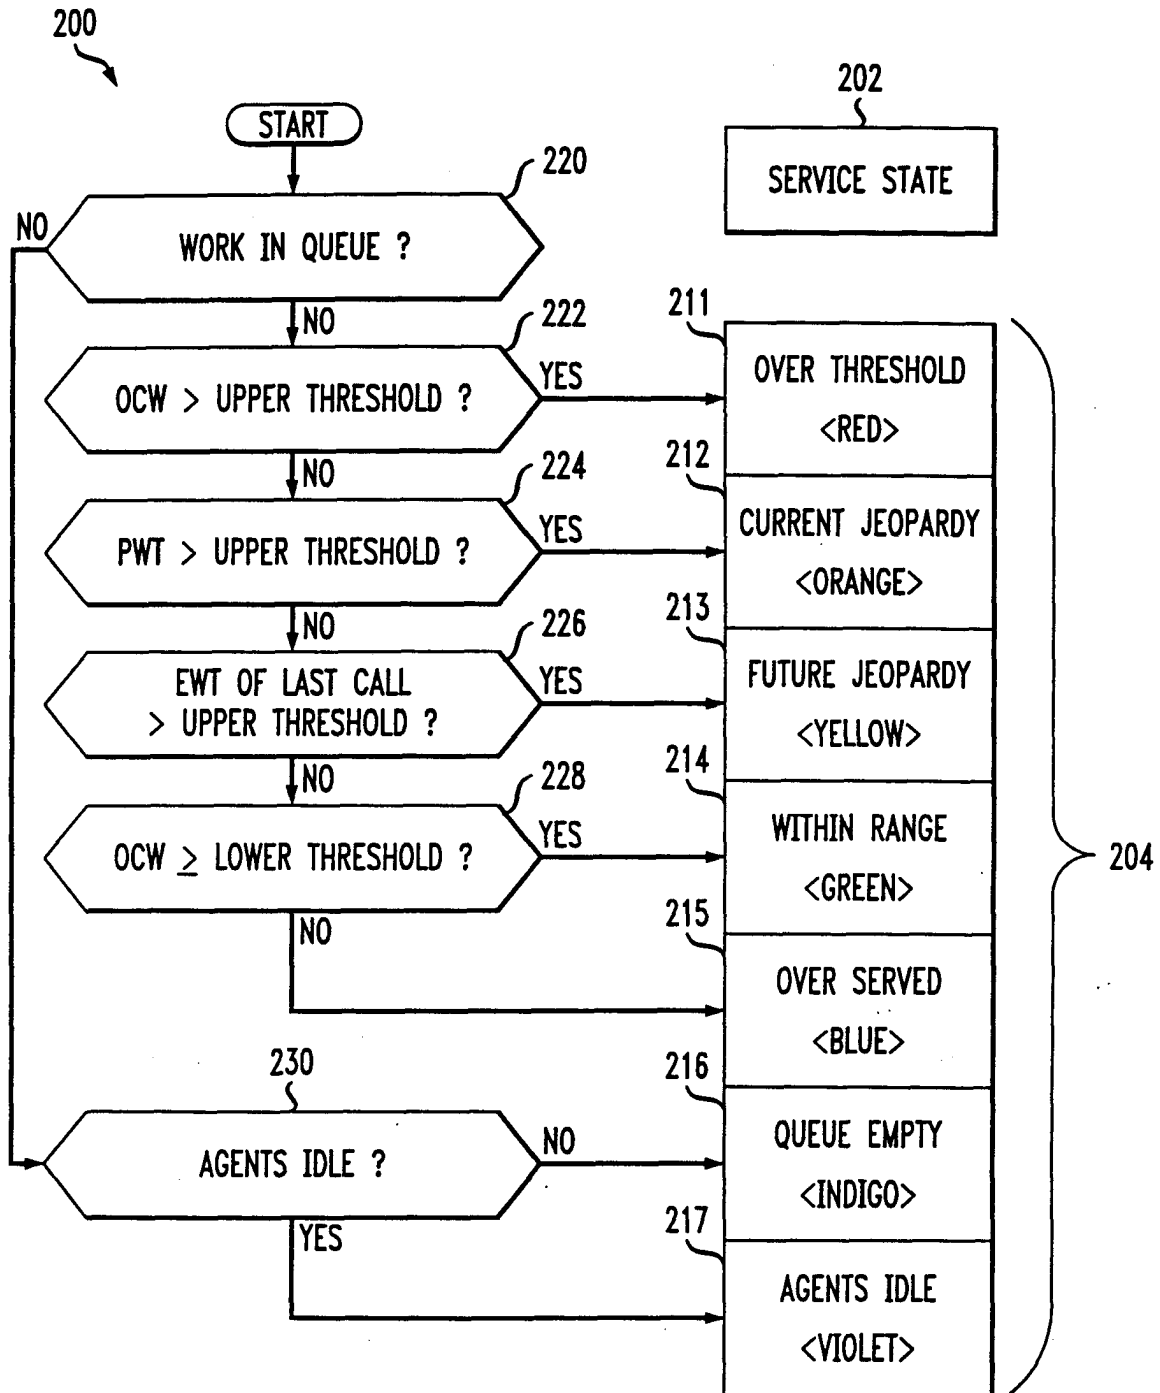 200
202
START
SERVICE STATE
220
NO
WORK IN QUEUE ?
NO
222
OCW > UPPER THRESHOLD ?
YES
211
OVER THRESHOLD
<RED>
NO
224
PWT > UPPER THRESHOLD ?
YES
212
CURRENT JEOPARDY
<ORANGE>
NO
226
EWT OF LAST CALL
> UPPER THRESHOLD ?
YES
213
FUTURE JEOPARDY
<YELLOW>
NO
228
OCW ≥ LOWER THRESHOLD ?
YES
214
WITHIN RANGE
<GREEN>
204
NO
215
OVER SERVED
<BLUE>
230
AGENTS IDLE ?
NO
216
QUEUE EMPTY
<INDIGO>
YES
217
AGENTS IDLE
<VIOLET>